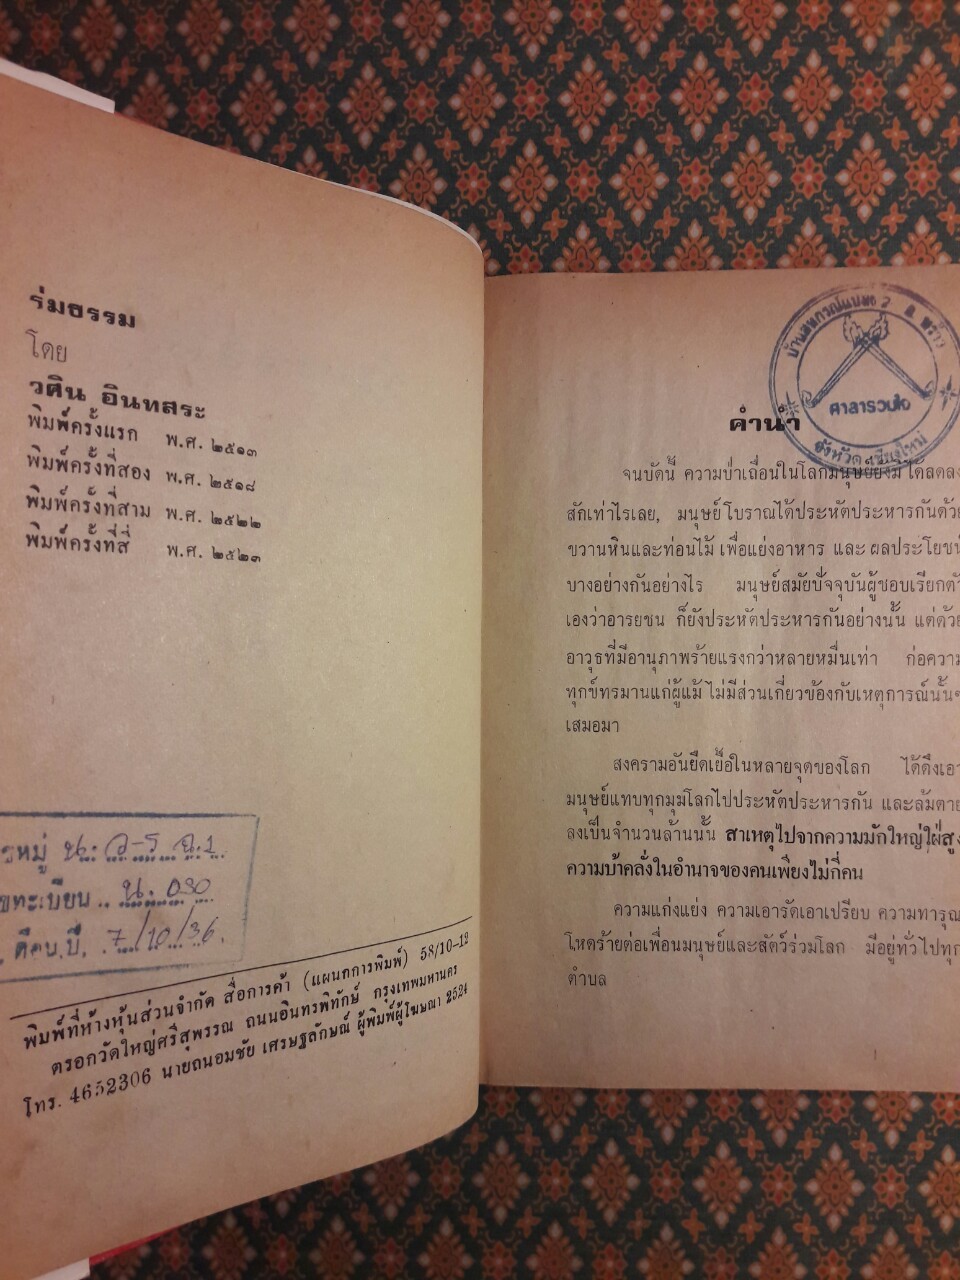 ร่มธรรม
โดย
วศิน อินทสระ
พิมพ์ครั้งแรก พ.ศ. ๒๕๑๓
พิมพ์ครั้งที่สอง พ.ศ. ๒๕๑๘
พิมพ์ครั้งที่สาม พ.ศ. ๒๕๒๒
พิมพ์ครั้งที่สี่ พ.ศ. ๒๕๒๓
รหมู่ น. ว-ร
ขทะเบียน.. น. ๐๓๐
7/10/36.
พิมพ์ที่ห้างหุ้นส่วนจำกัด สื่อการค้า (แผนกการพิมพ์) 58/10-12
ตรอกวัดใหญ่ศรีสุพรรณ ถนนอินทรพิทักษ์ กรุงเทพมหานคร
โทร. 4652306 นายถนอมชัย เศรษฐลักษณ์ ผู้พิมพ์ผู้โฆษณา 2524
ศาลารวมใจ
จังหวัดเชียงใหม่
คำนำ
จนบัดนี้ ความป่าเถื่อนในโลกมนุษย์ยังมิได้ลดลง
สักเท่าไรเลย, มนุษย์โบราณได้ประหัตประหารกันด้วย
ขวานหินและท่อนไม้ เพื่อแย่งอาหาร และ ผลประโยชน์
บางอย่างกันอย่างไร มนุษย์สมัยปัจจุบันผู้ชอบเรียกตัว
เองว่าอารยชน ก็ยังประหัตประหารกันอย่างนั้น แต่ด้วย
อาวุธที่มีอานุภาพร้ายแรงกว่าหลายหมื่นเท่า ก่อความ
ทุกข์ทรมานแก่ผู้แม้ ไม่มีส่วนเกี่ยวข้องกับเหตุการณ์นั้นๆ
เสมอมา
สงครามอันยืดเยื้อในหลายจุดของโลก ได้ดึงเอา
มนุษย์แทบทุกมุมโลกไปประหัตประหารกัน และล้มตาย
ลงเป็นจำนวนล้านนั้น สาเหตุไปจากความมักใหญ่ใฝ่สูง
ความบ้าคลั่งในอำนาจของคนเพียงไม่กี่คน
ความแก่งแย่ง ความเอารัดเอาเปรียบ ความทารุณ
โหดร้ายต่อเพื่อนมนุษย์และสัตว์ร่วมโลก มีอยู่ทั่วไปทุก
ตำบล